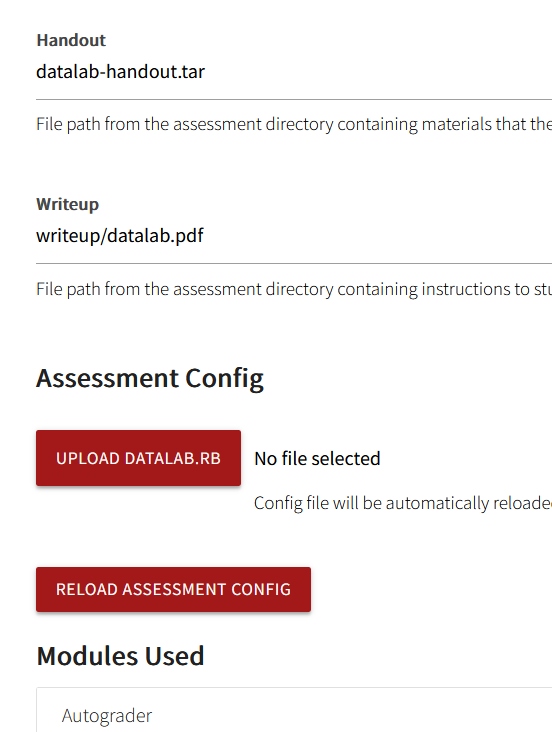 Handout
datalab-handout.tar
File path from the assessment directory containing materials that the
Writeup
writeup/datalab.pdf
File path from the assessment directory containing instructions to stu
Assessment Config
UPLOAD DATALAB.RB
No file selected
Config file will be automatically reloade
RELOAD ASSESSMENT CONFIG
Modules Used
Autograder